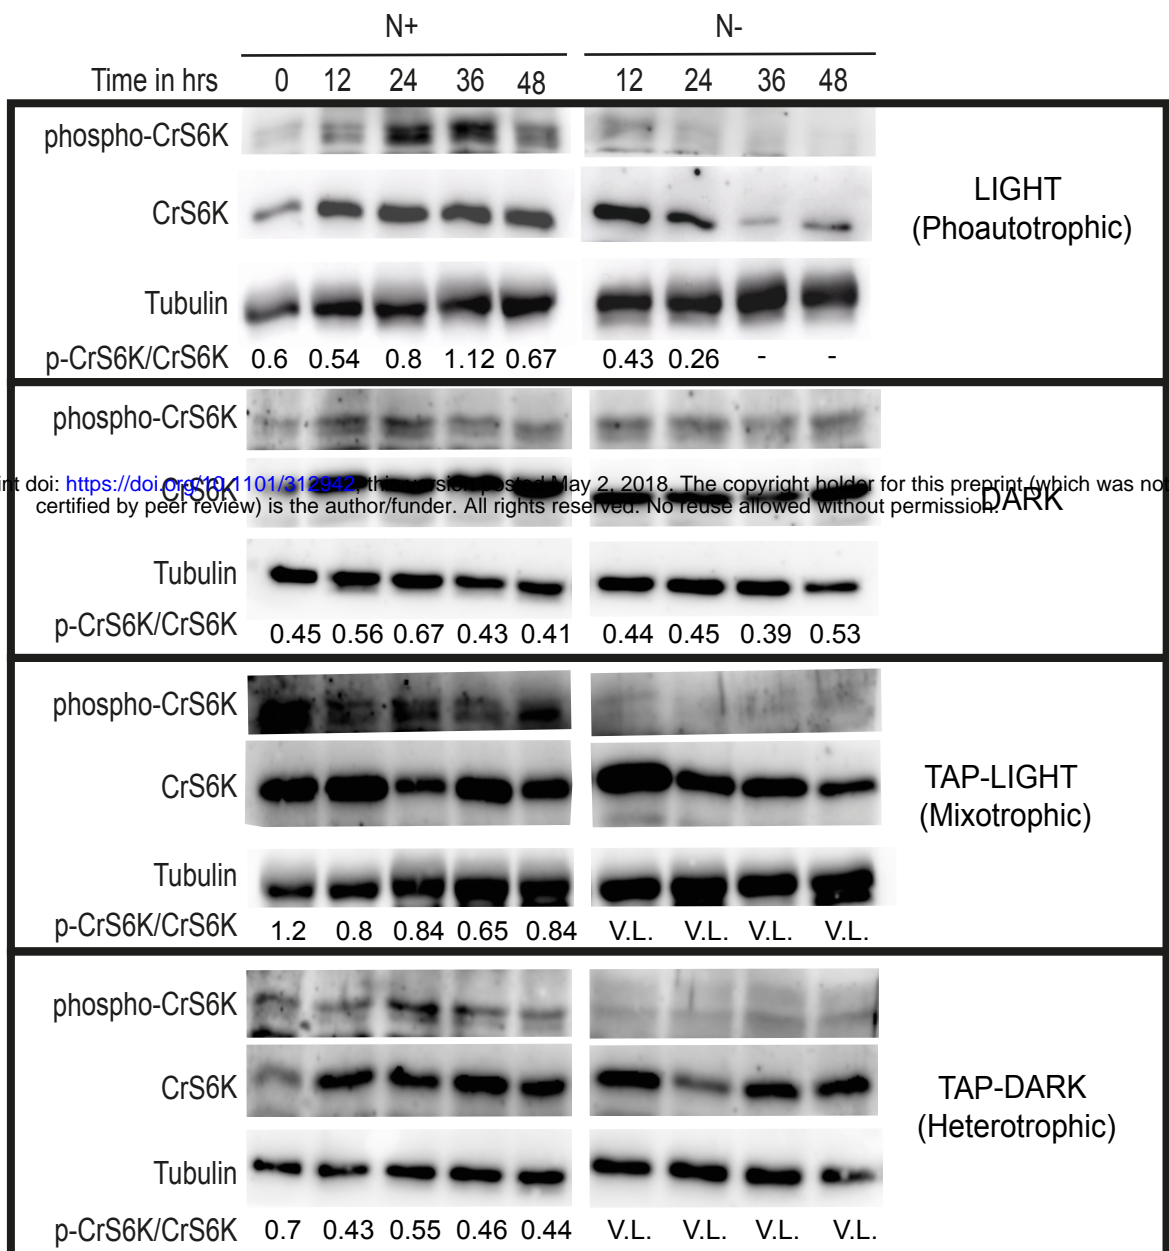 N+ N-
Time in hrs 0 12 24 36 48 12 24 36 48
phospho-CrS6K
CrS6K
LIGHT
(Phoautotrophic)
Tubulin
p-CrS6K/CrS6K 0.6 0.54 0.8 1.12 0.67 0.43 0.26 - -
phospho-CrS6K
CrS6K
DARK
nt doi: https://doi.org/10.1101/312942; this version posted May 2, 2018. The copyright holder for this preprint (which was not
certified by peer review) is the author/funder. All rights reserved. No reuse allowed without permission.
Tubulin
p-CrS6K/CrS6K 0.45 0.56 0.67 0.43 0.41 0.44 0.45 0.39 0.53
phospho-CrS6K
CrS6K
TAP-LIGHT
(Mixotrophic)
Tubulin
p-CrS6K/CrS6K 1.2 0.8 0.84 0.65 0.84 V.L. V.L. V.L. V.L.
phospho-CrS6K
CrS6K
TAP-DARK
(Heterotrophic)
Tubulin
p-CrS6K/CrS6K 0.7 0.43 0.55 0.46 0.44 V.L. V.L. V.L. V.L.